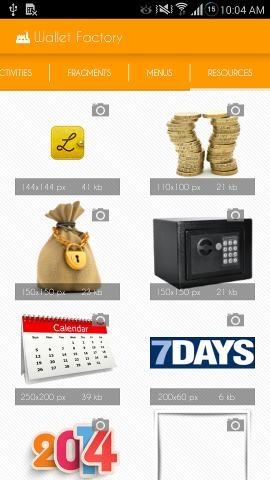 15 10:04 AM
Wallet Factory
CTIVITIES FRAGMENTS MENUS RESOURCES
L
144x144 px 41 kb
110x100 px 21 kb
150x150 px 23 kb
150x150 px 21 kb
Calendar
7DAYS
250x200 px 39 kb
200x60 px 6 kb
2014